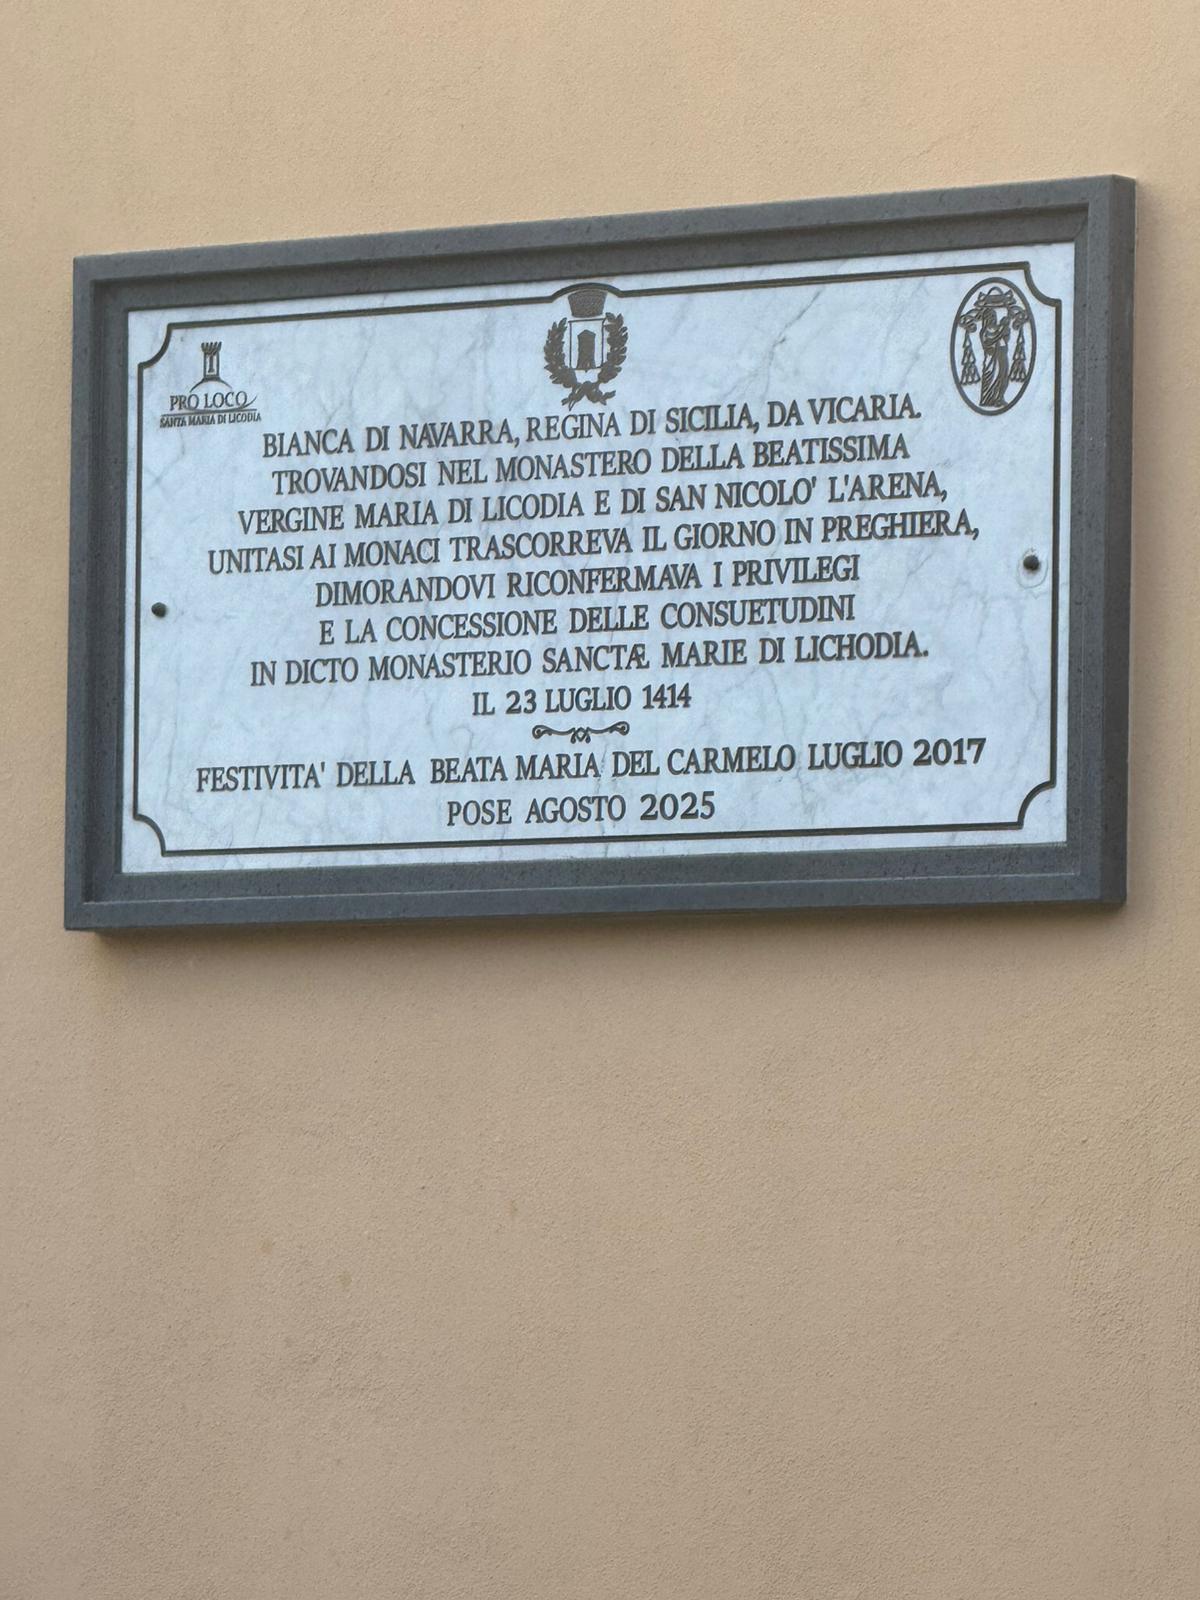 PRO LOCO
SANTA MARIA DI LICODIA
BIANCA DI NAVARRA, REGINA DI SICILIA, DA VICARIA.
TROVANDOSI NEL MONASTERO DELLA BEATISSIMA
VERGINE MARIA DI LICODIA E DI SAN NICOLO' L'ARENA,
UNITASI AI MONACI TRASCORREVA IL GIORNO IN PREGHIERA,
DIMORANDOVI RICONFERMAVA I PRIVILEGI
E LA CONCESSIONE DELLE CONSUETUDINI
IN DICTO MONASTERIO SANCTÆ MARIE DI LICHODIA.
IL 23 LUGLIO 1414
FESTIVITA' DELLA BEATA MARIA DEL CARMELO LUGLIO 2017
POSE AGOSTO 2025